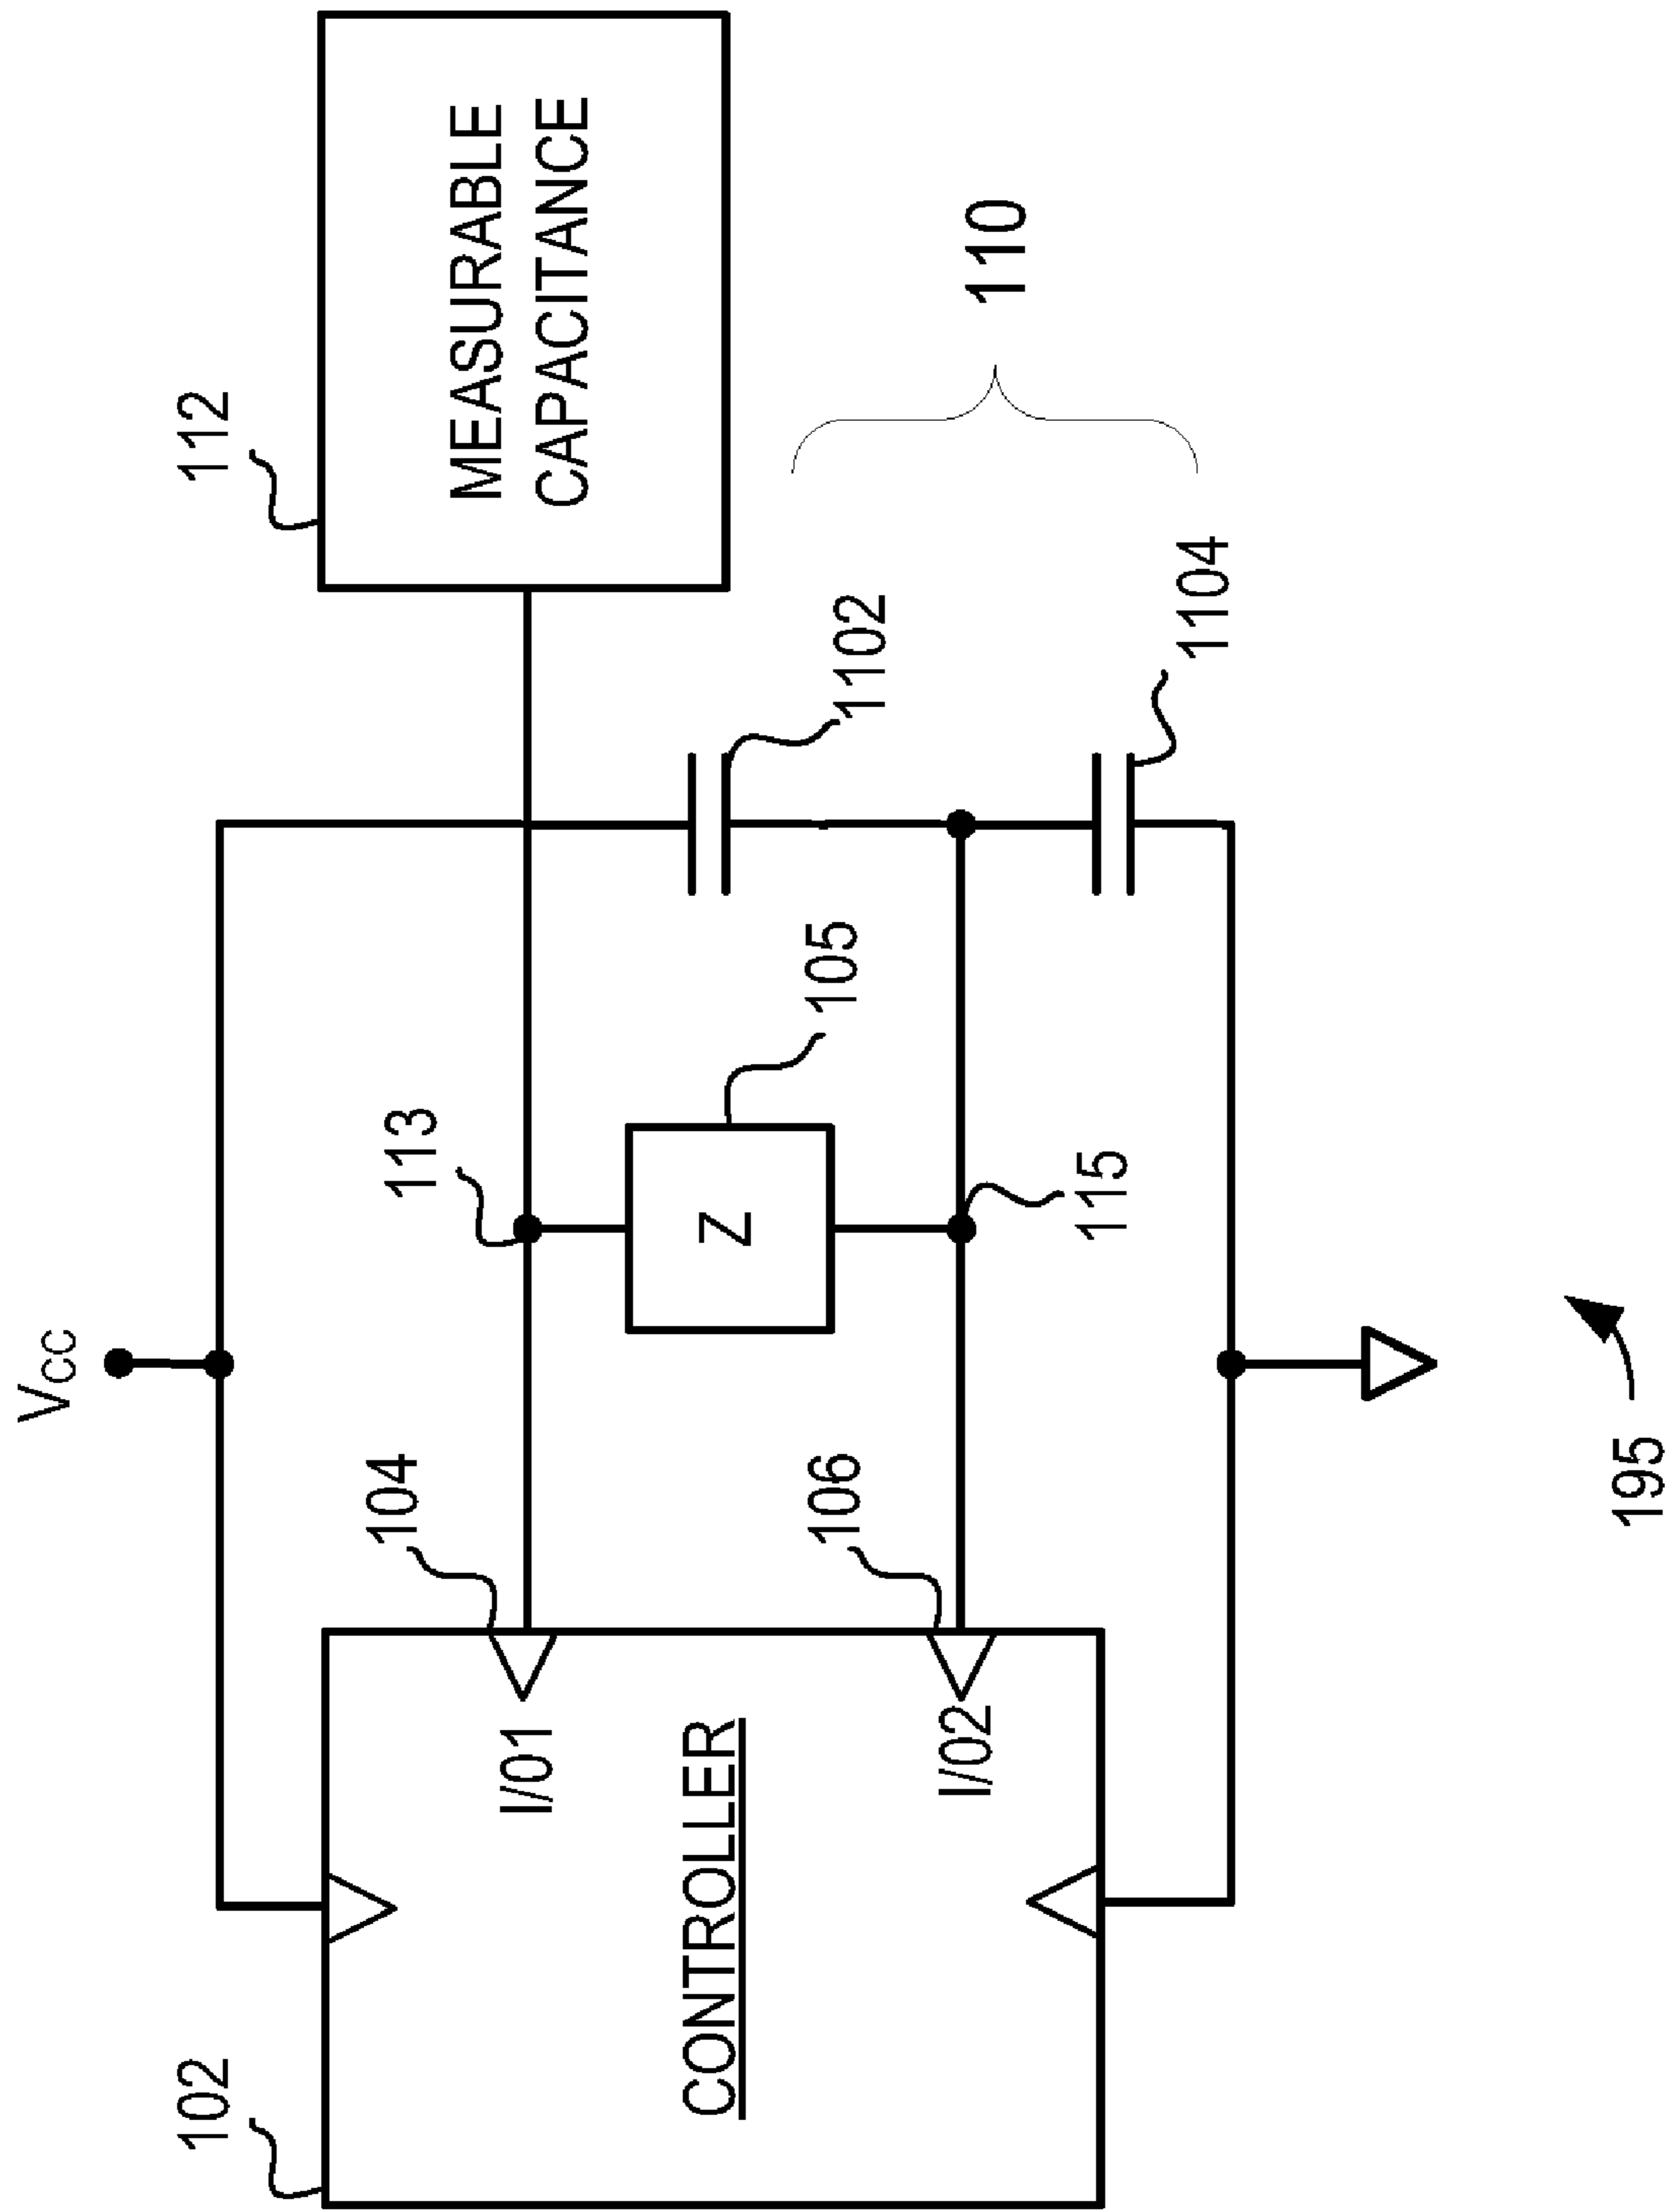 VCC
102
CONTROLLER
I/01
104
I/02
106
113
Z
105
115
112
MEASURABLE
CAPACITANCE
1102
1104
110
195